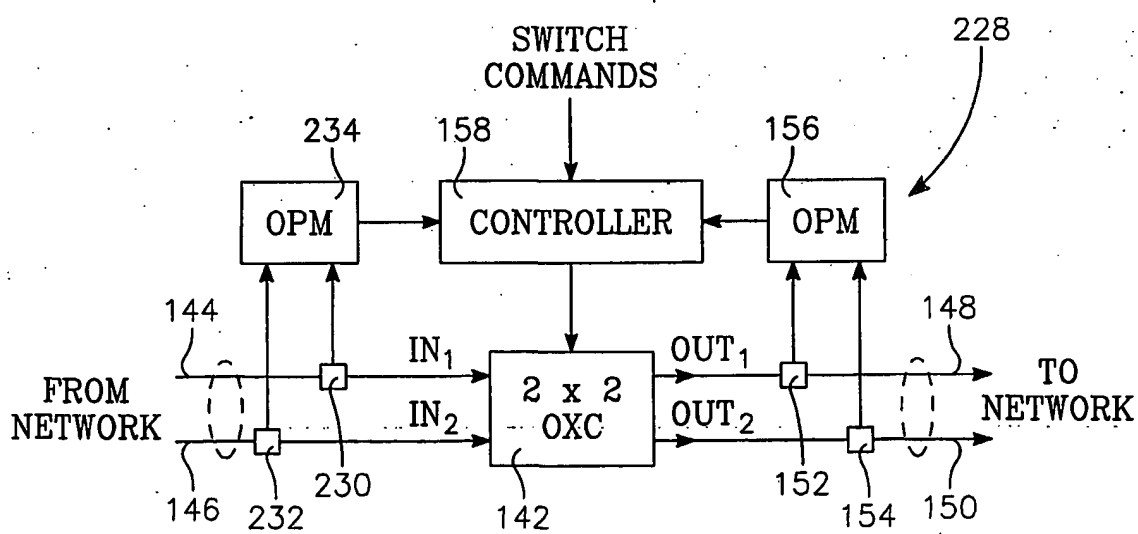 SWITCH
COMMANDS
228
234
158
156
OPM
CONTROLLER
OPM
144
IN₁
OUT₁
148
FROM
NETWORK
2 x 2
OXC
TO
NETWORK
IN₂
OUT₂
146
232
230
142
152
154
150